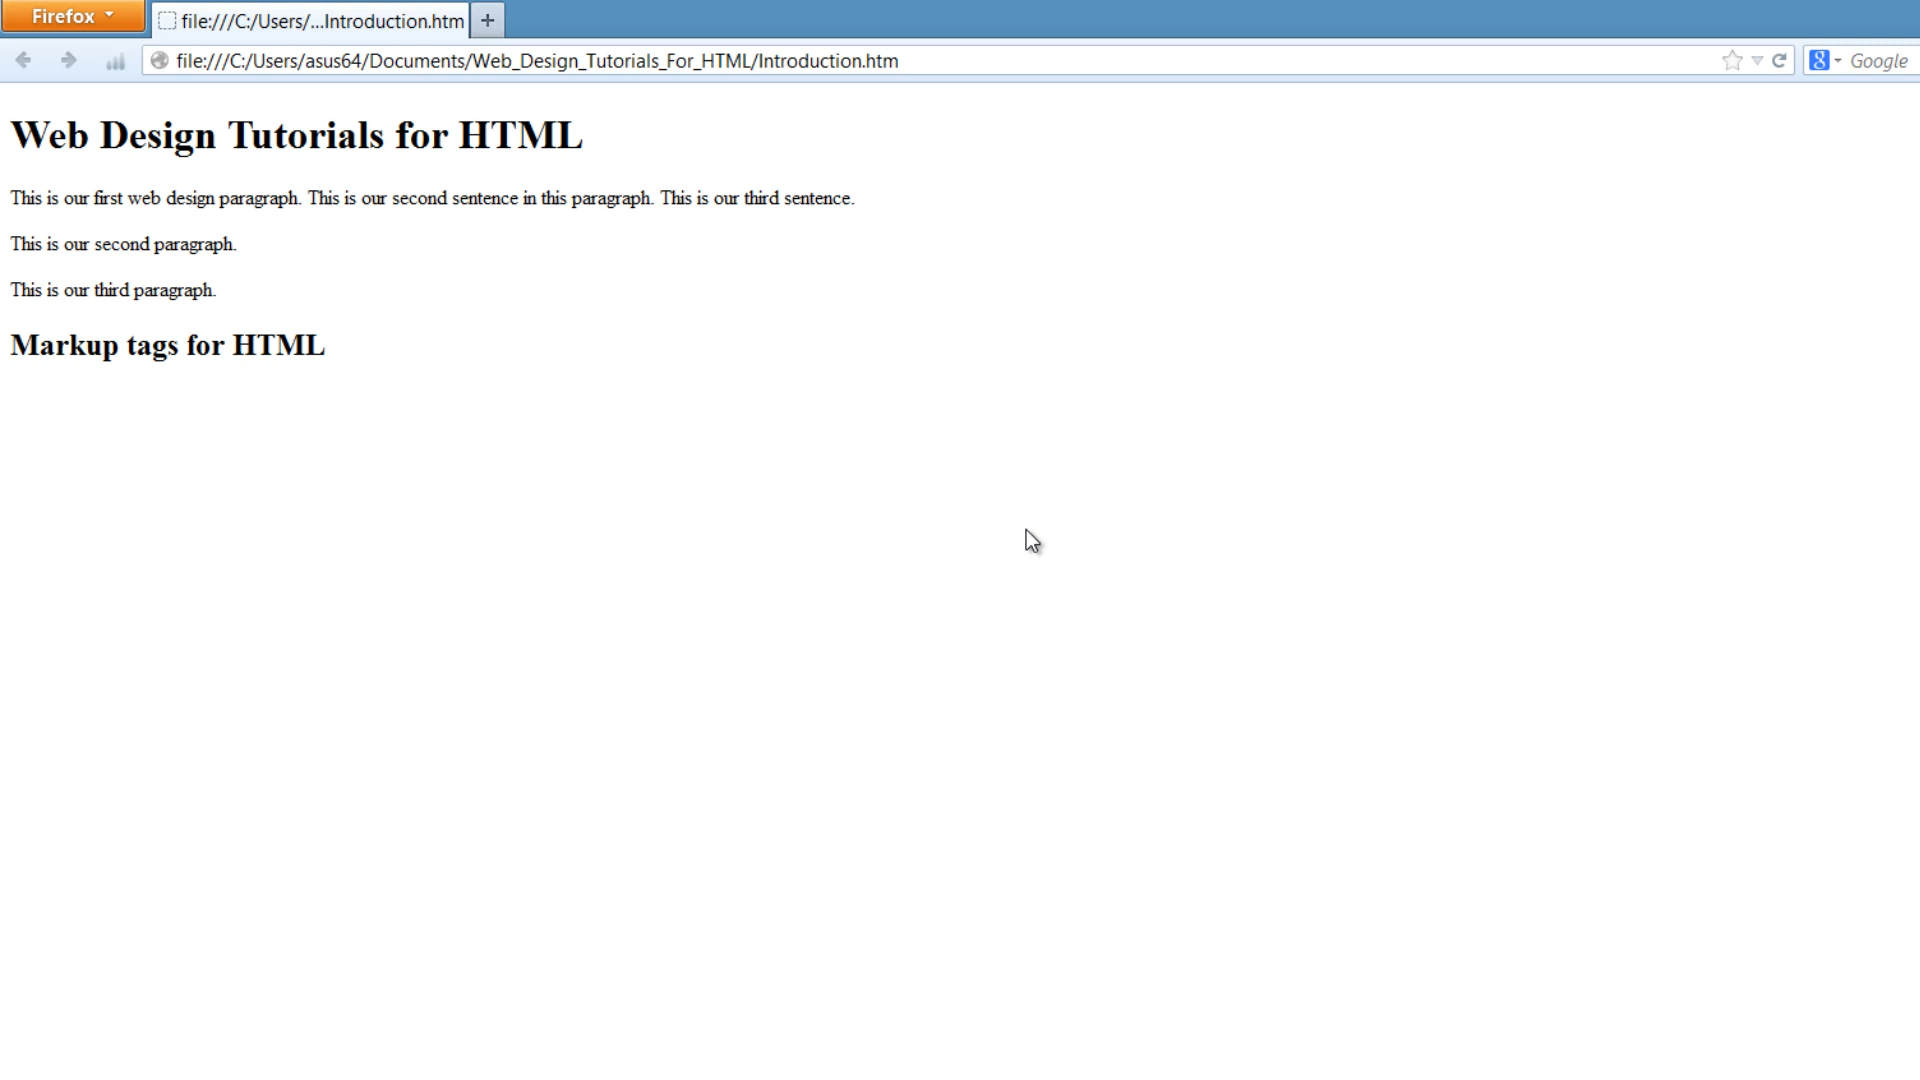 Firefox
file:///C:/Users/...Introduction.htm
+
file:///C:/Users/asus64/Documents/Web_Design_Tutorials_For_HTML/Introduction.htm
8
Google
Web Design Tutorials for HTML
This is our first web design paragraph. This is our second sentence in this paragraph. This is our third sentence.
This is our second paragraph.
This is our third paragraph.
Markup tags for HTML